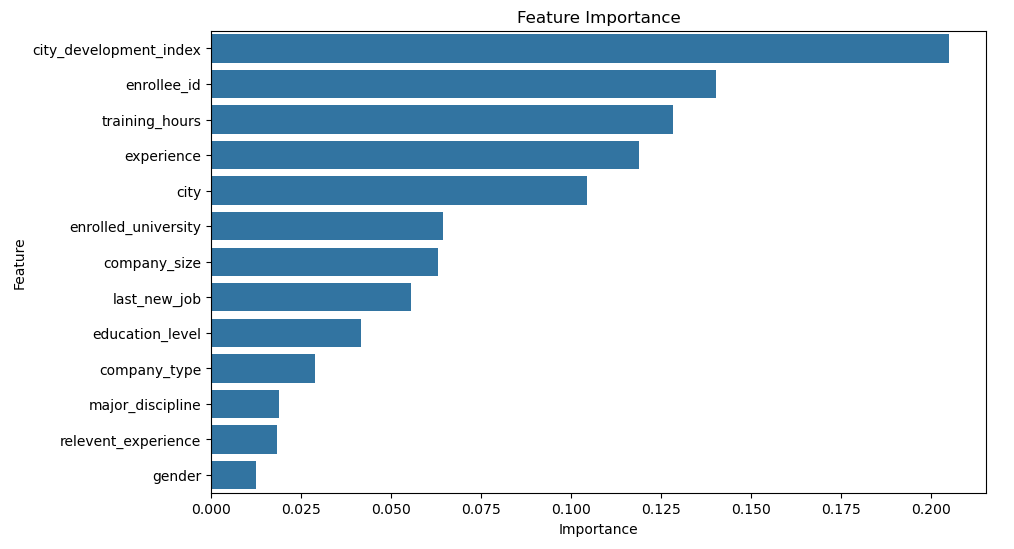 Feature Importance
city_development_index
enrollee_id
training_hours
experience
city
enrolled_university
company_size
last_new_job
education_level
company_type
major_discipline
relevent_experience
gender
Feature
0.000 0.025 0.050 0.075 0.100 0.125 0.150 0.175 0.200
Importance